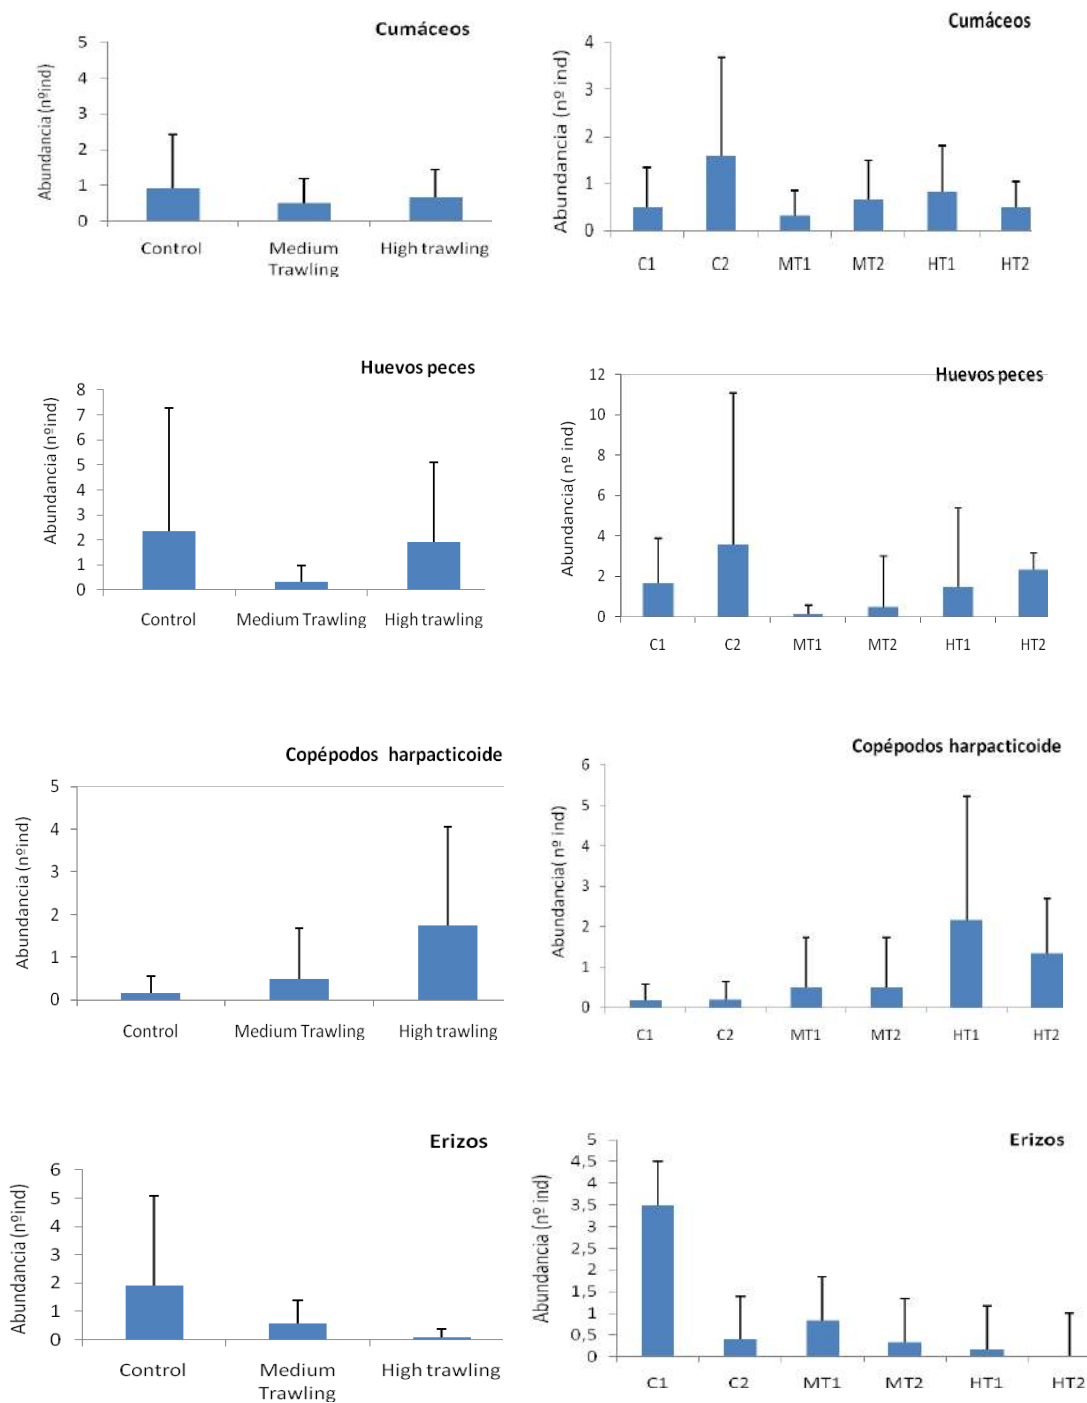 Cumáceos
Abundancia (nºind)
5
4
3
2
1
0
Control
Medium Trawling
High trawling
Cumáceos
Abundancia (nº ind)
4
3
2
1
0
C1
C2
MT1
MT2
HT1
HT2
Huevos peces
Abundancia (nºind)
8
7
6
5
4
3
2
1
0
Control
Medium Trawling
High trawling
Huevos peces
Abundancia( nº ind)
12
10
8
6
4
2
0
C1
C2
MT1
MT2
HT1
HT2
Copépodos harpacticoide
Abundancia (nºind)
5
4
3
2
1
0
Control
Medium Trawling
High trawling
Copépodos harpacticoide
Abundancia( nº ind)
6
5
4
3
2
1
0
C1
C2
MT1
MT2
HT1
HT2
Erizos
Abundancia (nºind)
6
5
4
3
2
1
0
Control
Medium Trawling
High trawling
Erizos
Abundancia (nº ind)
5
4,5
4
3,5
3
2,5
2
1,5
1
0,5
0
C1
C2
MT1
MT2
HT1
HT2